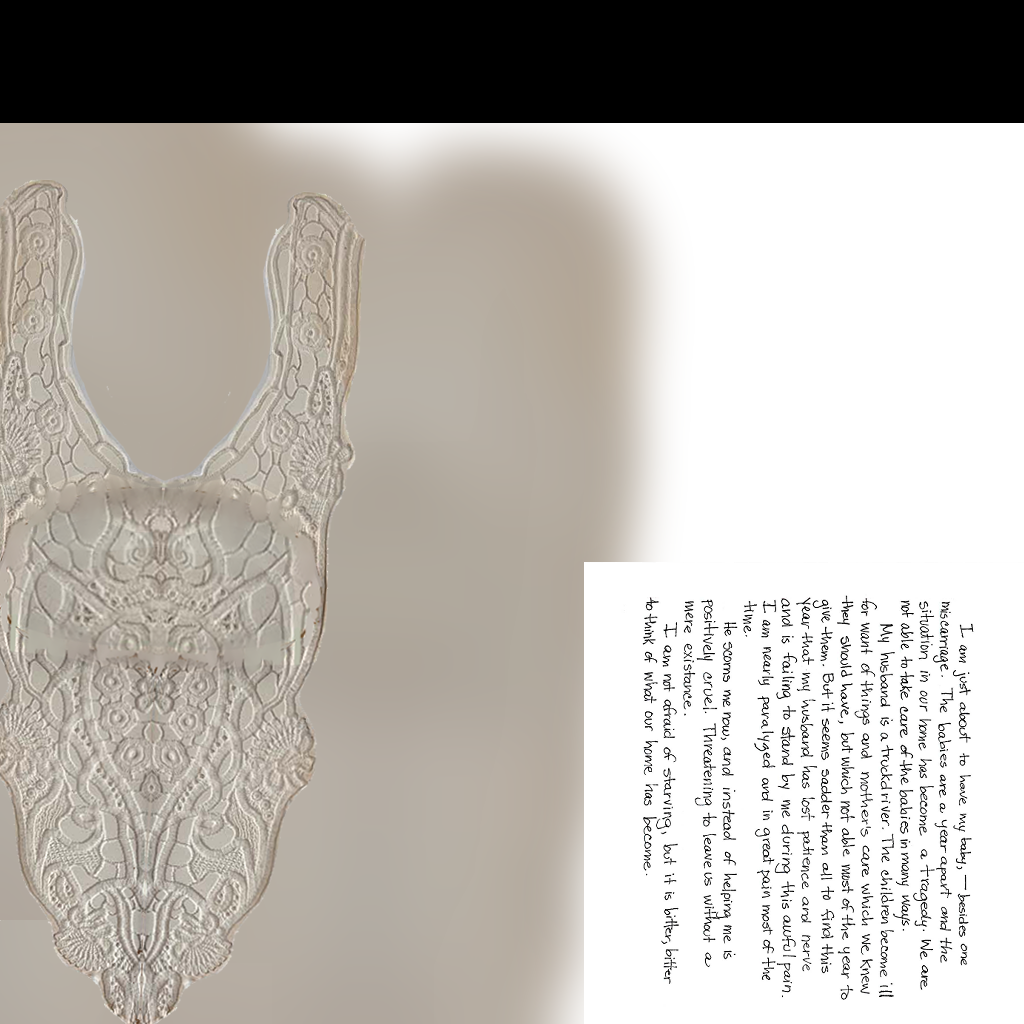 I am just about to have my baby, — besides one
miscarriage. The babies are a year apart and the
situation in our home has become a tragedy. We are
not able to take care of the babies in many ways.
My husband is a truckdriver. The children become ill
for want of things and mother's care which we knew
they should have, but which not able most of the year to
give them. But it seems sadder than all to find this
year that my husband has lost patience and nerve
and is failing to stand by me during this awful pain.
I am nearly paralyged and in great pain most of the
time.
He scorns me now, and instead of helping me is
positively cruel. Threatening to leave us without a
mere existance.
I am not afraid of starving, but it is bitter, bitter
to think of what our home has become.